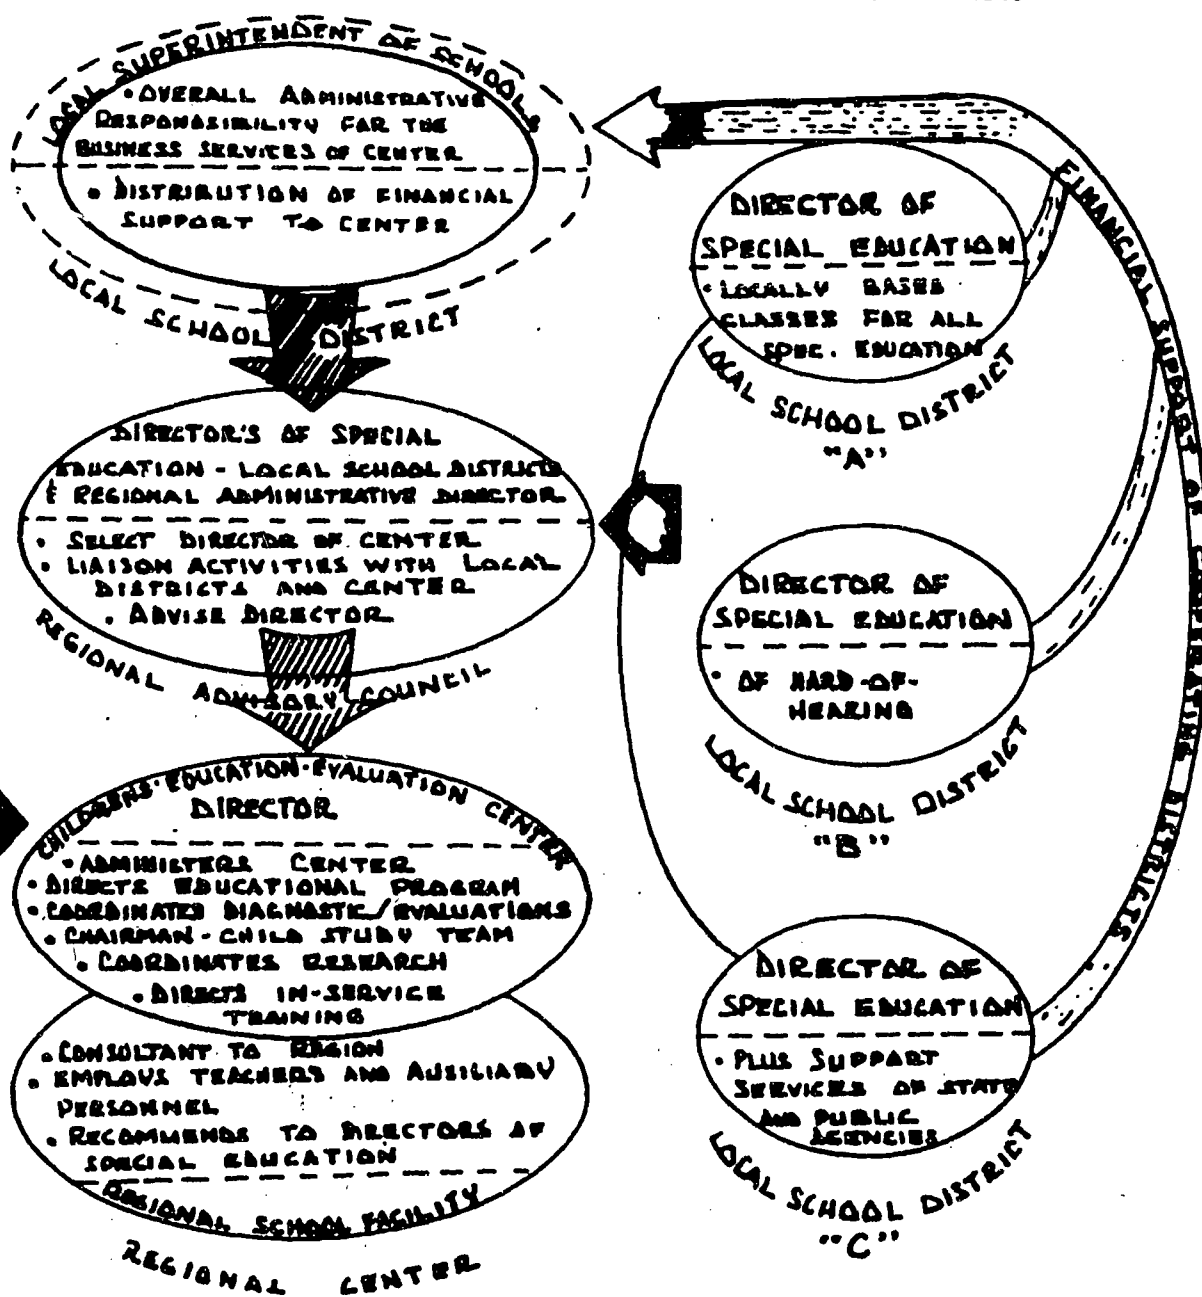 LOCAL SUPERINTENDENT OF SCHOOLS
• OVERALL ADMINISTRATIVE
RESPONASIMILITY FAR THE
BUSINESS SERVICES OF CENTER
• DISTRIBUTION OF FINANCIAL
SUPPORT TO CENTER
LOCAL SCHOOL DISTRICT
DIRECTOR'S OF SPECIAL
EDUCATION - LOCAL SCHOOL DISTRICTS
& REGIONAL ADMINISTRATIVE DIRECTOR
• SELECT DIRECTOR OF CENTER
• LIAISON ACTIVITIES WITH LOCAL
DISTRICTS AND CENTER
• ADVISE DIRECTOR
REGIONAL ADVISORY COUNCIL
CHILDRENS' EDUCATION-EVALUATION CENTER
DIRECTOR
• ADMINISTERS CENTER
• DIRECTS EDUCATIONAL PROGRAM
• COORDINATES DIAGNOSTIC/EVALUATIONS
• CHAIRMAN - CHILD STUDY TEAM
• COORDINATES RESEARCH
• DIRECTS IN-SERVICE
TRAINING
• CONSULTANT TO REGION
• EMPLOYS TEACHERS AND AUXILIARY
PERSONNEL
• RECOMMENDS TO DIRECTORS OF
SPECIAL EDUCATION
REGIONAL SCHOOL FACILITY
REGIONAL CENTER
FINANCIAL SUPPORT OF COOPERATING DISTRICTS
DIRECTOR OF
SPECIAL EDUCATION
• LOCALLY BASED
CLASSES FOR ALL
SPEC. EDUCATION
LOCAL SCHOOL DISTRICT
"A"
DIRECTOR OF
SPECIAL EDUCATION
• OF HARD-OF-
HEARING
LOCAL SCHOOL DISTRICT
"B"
DIRECTOR OF
SPECIAL EDUCATION
• PLUS SUPPORT
SERVICES OF STATE
AND PUBLIC
AGENCIES
LOCAL SCHOOL DISTRICT
"C"